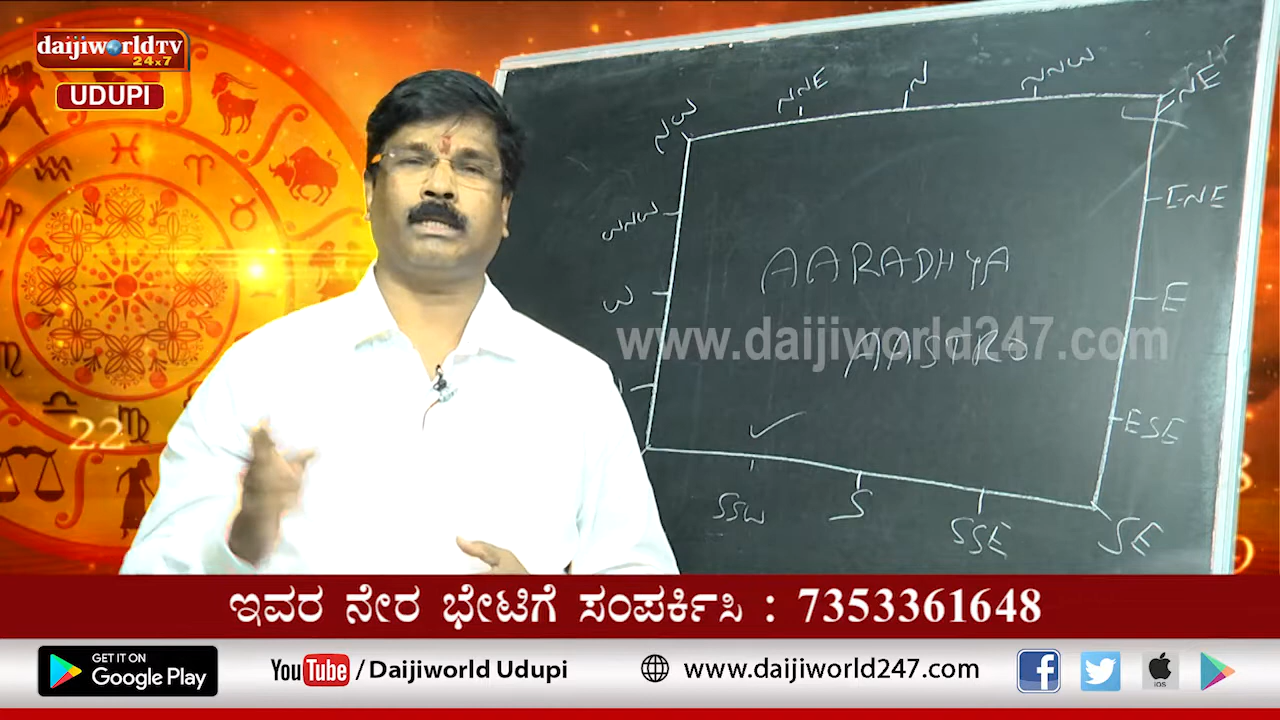 daijiworldTV
24x7
UDUPI
NW
NNE
N
NNW
ENE
WNW
ENE
AARADHYA
W
E
www.daijiworld247.com
AASTRO
22
ESE
SSW
S
SSE
SE
ಇವರ ನೇರ ಭೇಟಿಗೆ ಸಂಪರ್ಕಿಸಿ : 7353361648
GET IT ON
Google Play
YouTube /Daijiworld Udupi
www.daijiworld247.com
iOS